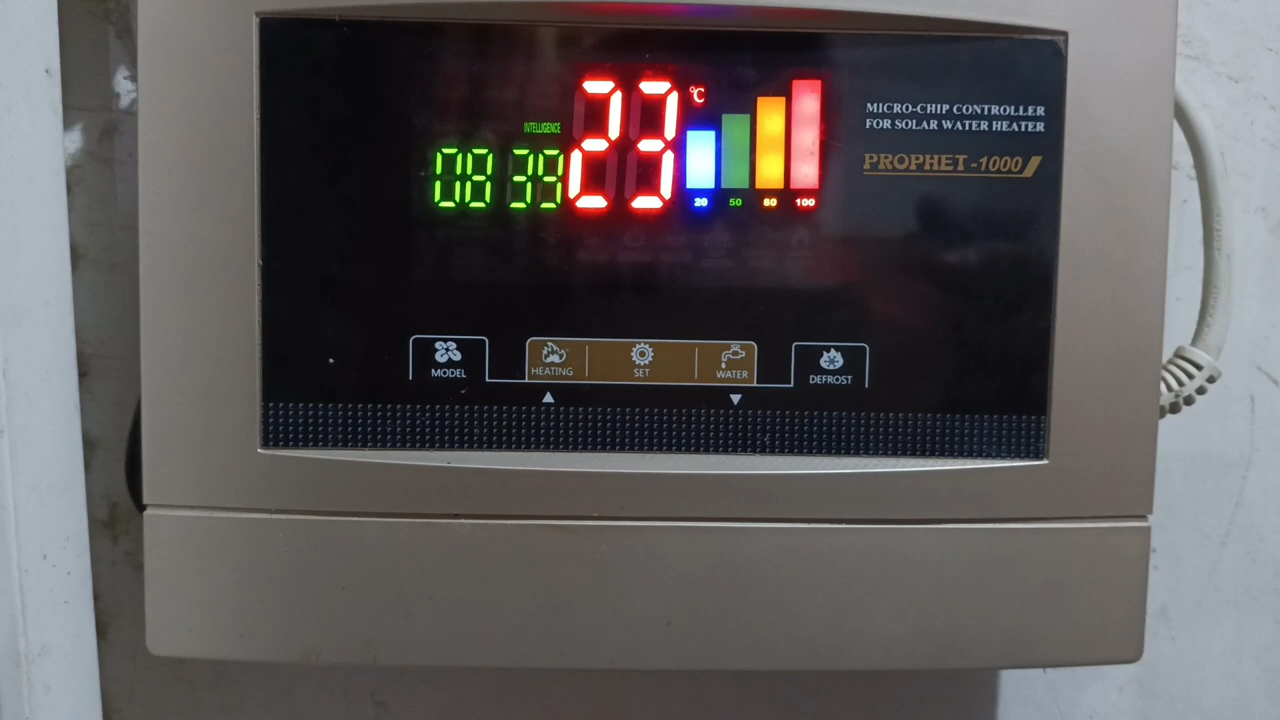 INTELLIGENCE
08 39
23 °C
20 50 80 100
MICRO-CHIP CONTROLLER
FOR SOLAR WATER HEATER
PROPHET-1000
MODEL
HEATING
SET
WATER
DEFROST